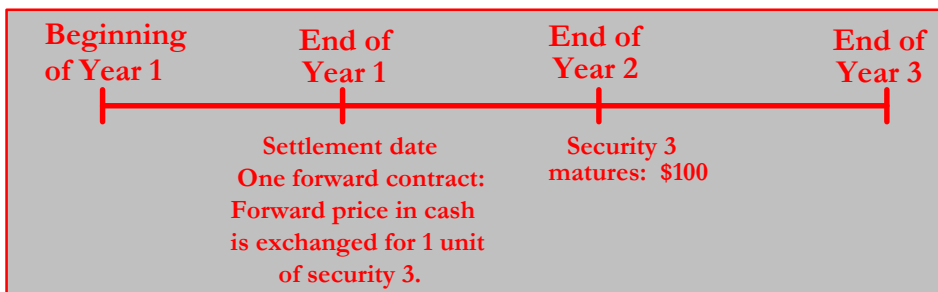 Beginning
of Year 1
End of
Year 1
End of
Year 2
End of
Year 3
Settlement date
One forward contract:
Forward price in cash
is exchanged for 1 unit
of security 3.
Security 3
matures: $100